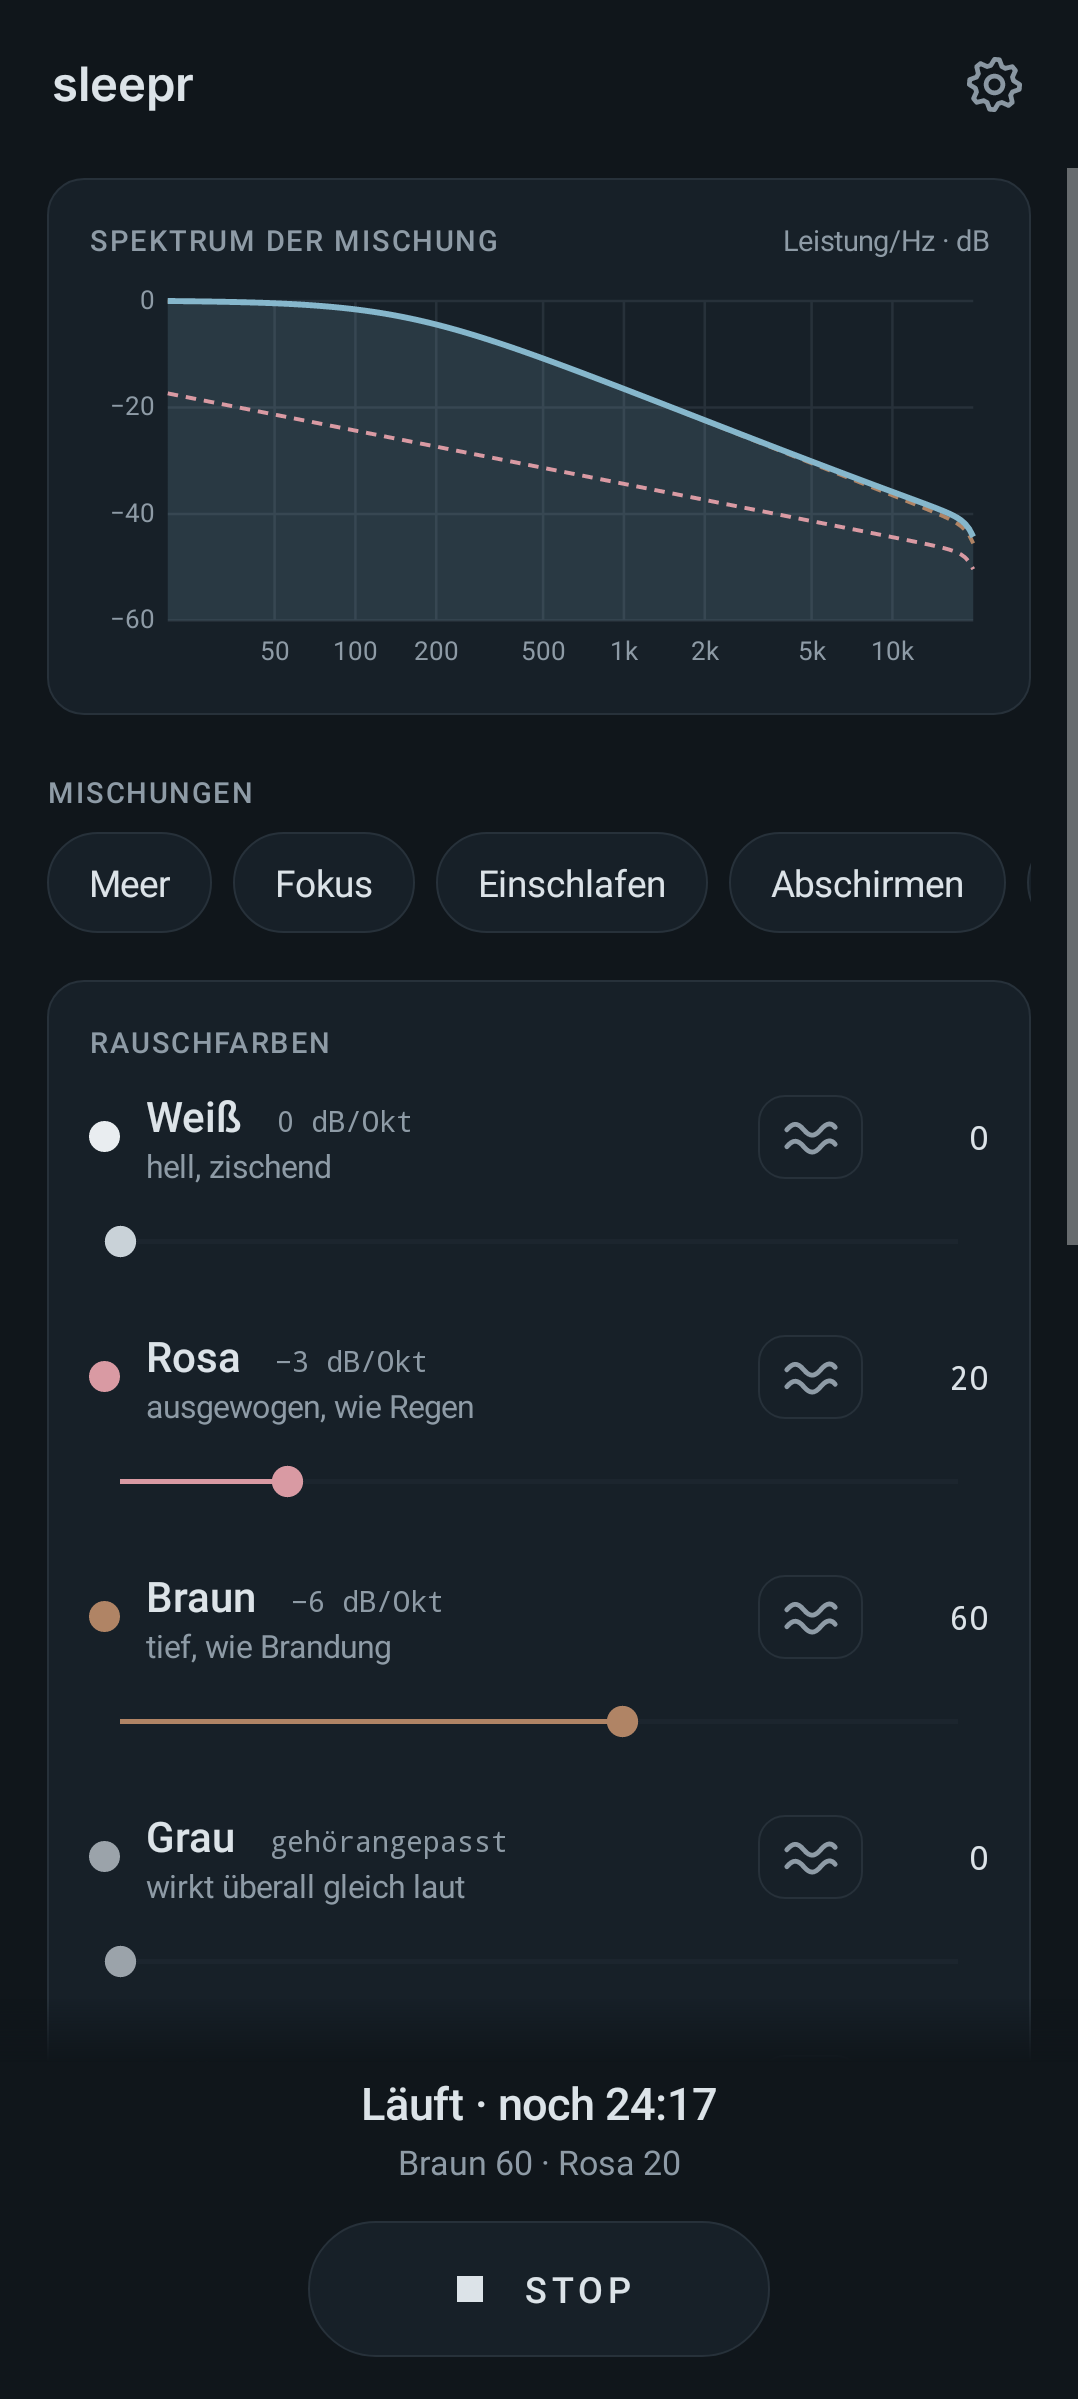 sleepr
SPEKTRUM DER MISCHUNG
Leistung/Hz · dB
0
−20
−40
−60
50 100 200 500 1k 2k 5k 10k
MISCHUNGEN
Meer
Fokus
Einschlafen
Abschirmen
RAUSCHFARBEN
Weiß 0 dB/Okt
hell, zischend
0
Rosa −3 dB/Okt
ausgewogen, wie Regen
20
Braun −6 dB/Okt
tief, wie Brandung
60
Grau gehörangepasst
wirkt überall gleich laut
0
Läuft · noch 24:17
Braun 60 · Rosa 20
STOP